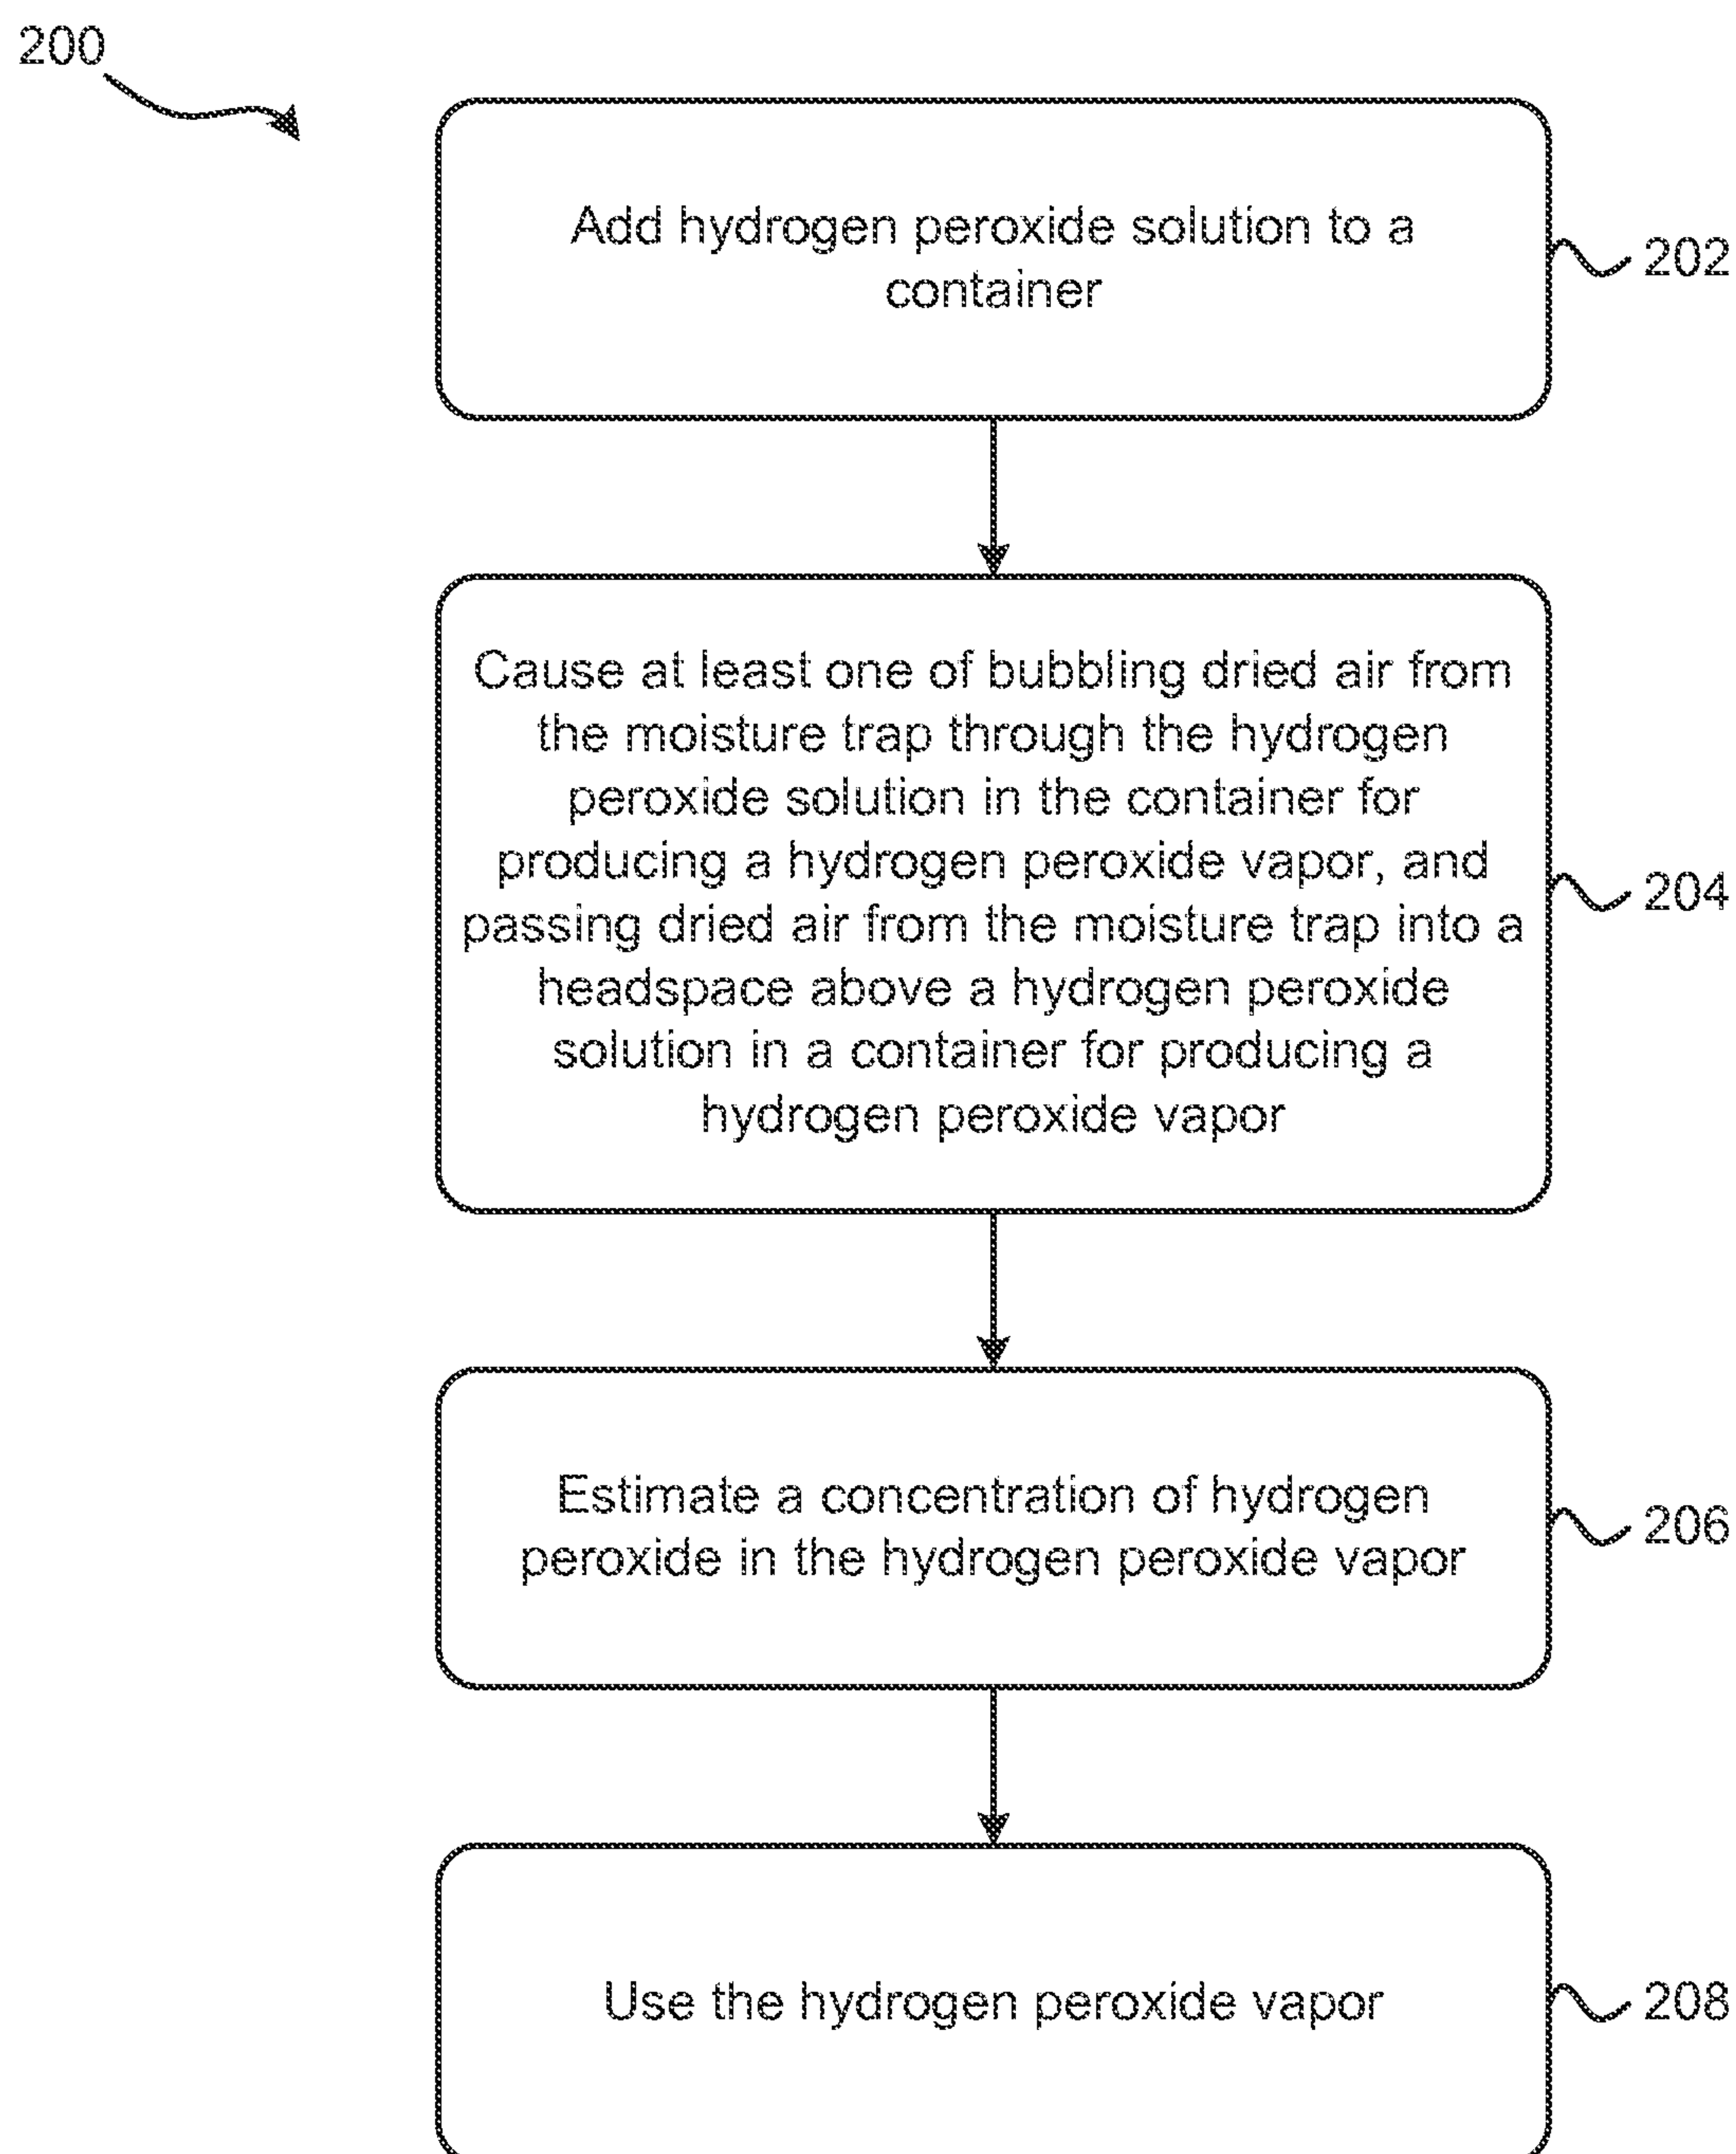 200
Add hydrogen peroxide solution to a
container
202
Cause at least one of bubbling dried air from
the moisture trap through the hydrogen
peroxide solution in the container for
producing a hydrogen peroxide vapor, and
passing dried air from the moisture trap into a
headspace above a hydrogen peroxide
solution in a container for producing a
hydrogen peroxide vapor
204
Estimate a concentration of hydrogen
peroxide in the hydrogen peroxide vapor
206
Use the hydrogen peroxide vapor
208